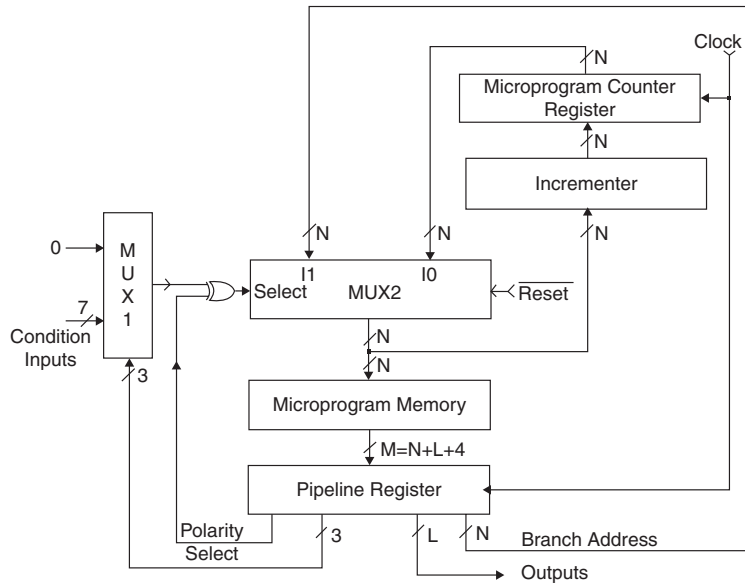 Clock
N
Microprogram Counter
Register
N
Incrementer
N
N
N
0
M
U
X
1
7
Condition
Inputs
3
I1
I0
Select
MUX2
Reset
N
N
Microprogram Memory
M=N+L+4
Pipeline Register
Polarity
Select
3
L
N
Branch Address
Outputs